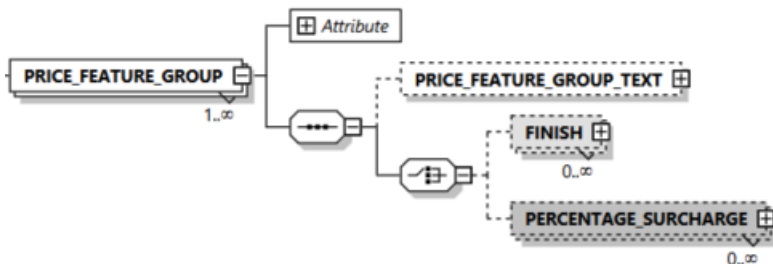 Attribute
PRICE_FEATURE_GROUP
1..∞
PRICE_FEATURE_GROUP_TEXT
FINISH
0..∞
PERCENTAGE_SURCHARGE
0..∞